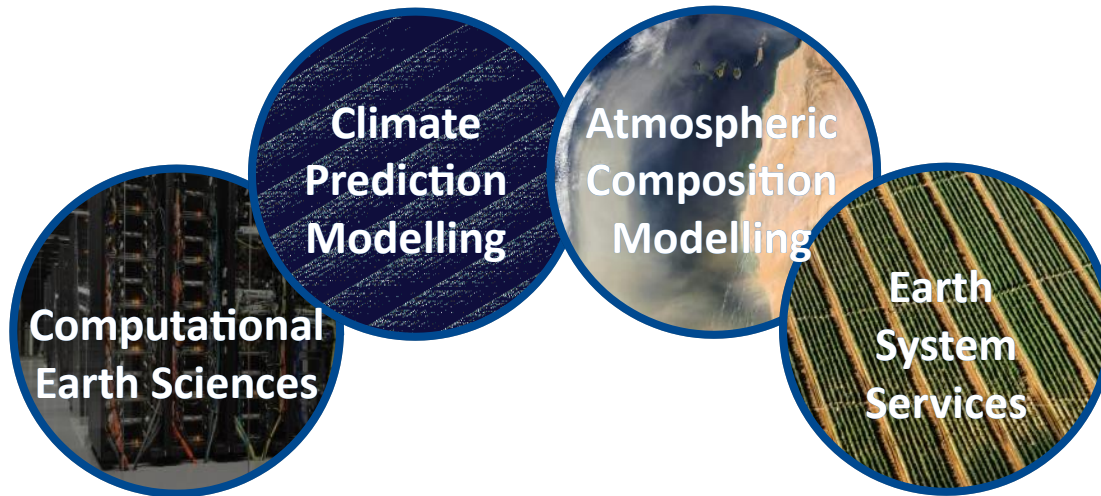 Computational
Earth Sciences
Climate
Prediction
Modelling
Atmospheric
Composition
Modelling
Earth
System
Services